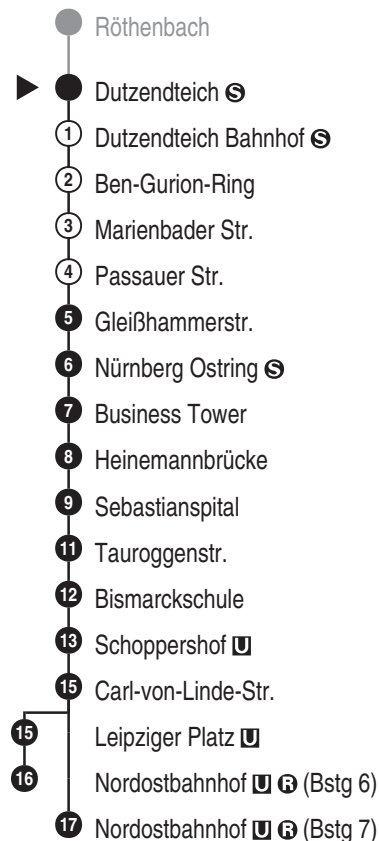 Röthenbach
Dutzendteich S
1 Dutzendteich Bahnhof S
2 Ben-Gurion-Ring
3 Marienbader Str.
4 Passauer Str.
5 Gleißhammerstr.
6 Nürnberg Ostring S
7 Business Tower
8 Heinemannbrücke
9 Sebastianspital
11 Tauroggenstr.
12 Bismarckschule
13 Schoppershof U
15 Carl-von-Linde-Str.
15 Leipziger Platz U
16 Nordostbahnhof U R (Bstg 6)
17 Nordostbahnhof U R (Bstg 7)